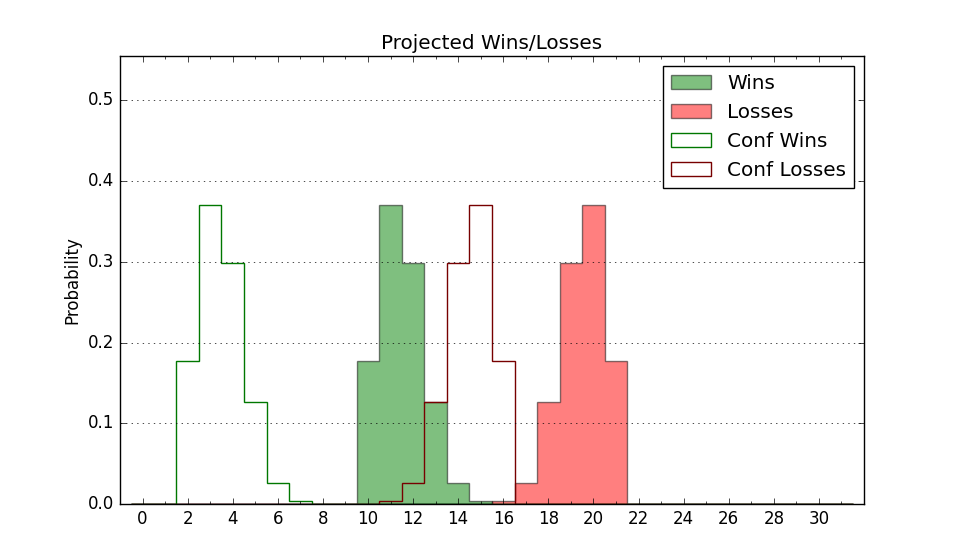 Projected Wins/Losses
Wins
Losses
Conf Wins
Conf Losses
Probability
0.5
0.4
0.3
0.2
0.1
0.0
0 2 4 6 8 10 12 14 16 18 20 22 24 26 28 30